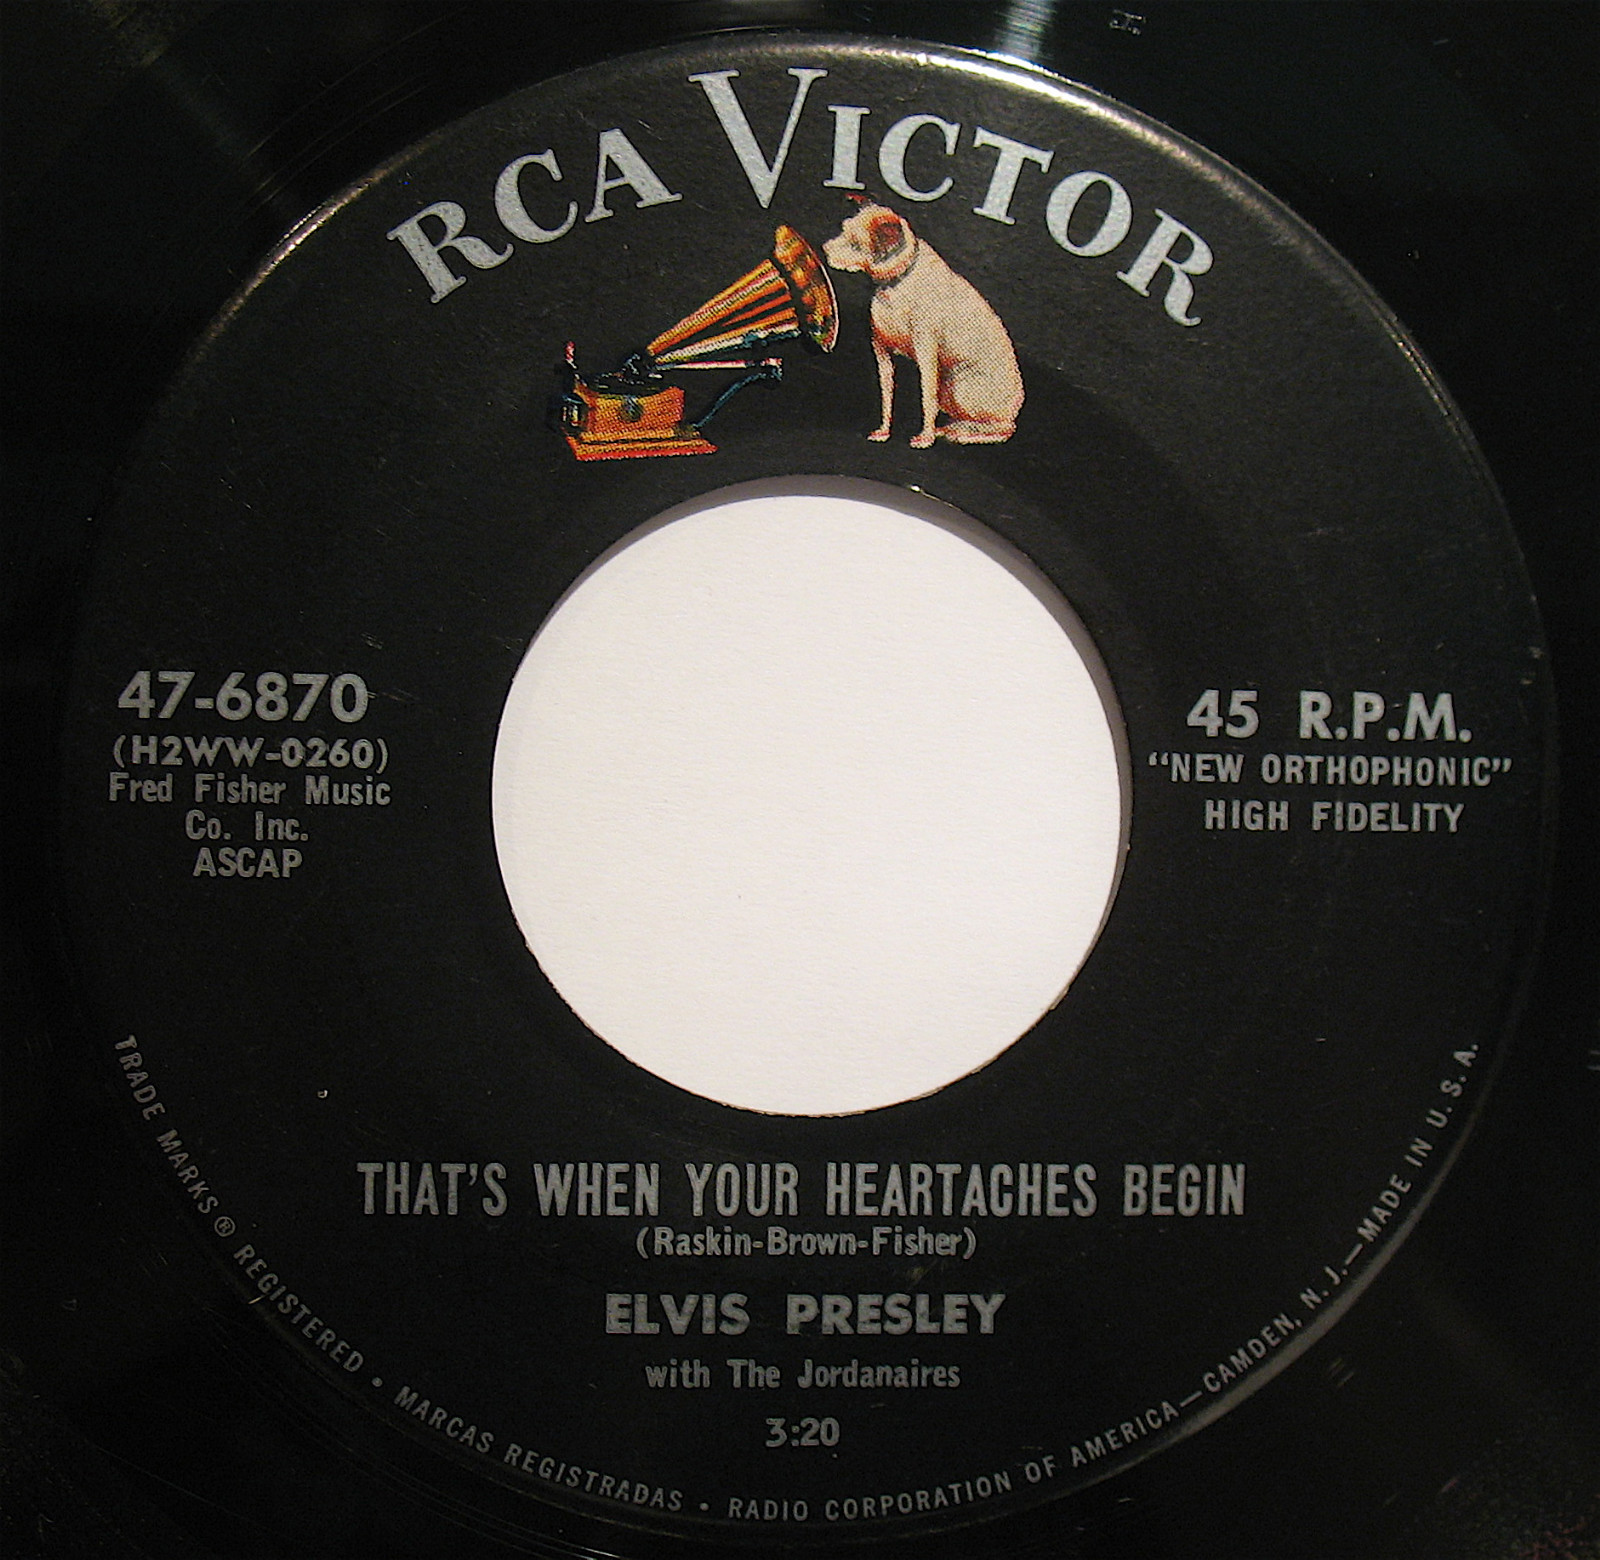 RCA VICTOR
47-6870
(H2WW-0260)
Fred Fisher Music
Co. Inc.
ASCAP
45 R.P.M.
"NEW ORTHOPHONIC"
HIGH FIDELITY
THAT'S WHEN YOUR HEARTACHES BEGIN
(Raskin-Brown-Fisher)
ELVIS PRESLEY
with The Jordanaires
3:20
TRADE MARKS ® REGISTERED • MARCAS REGISTRADAS • RADIO CORPORATION OF AMERICA—CAMDEN, N. J.—MADE IN U. S. A.